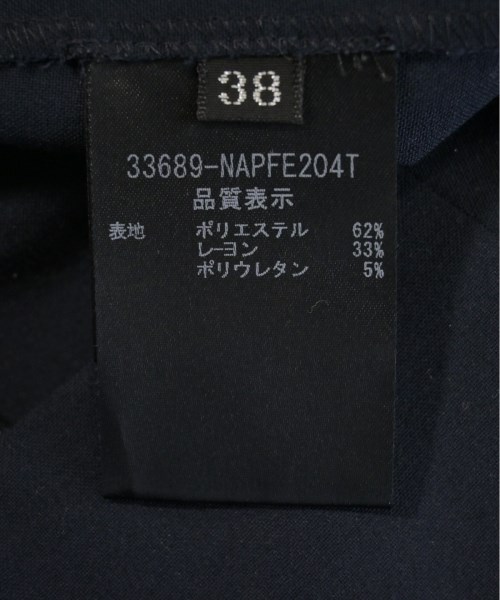 38
33689-NAPFE204T
品質表示
表地 ポリエステル 62%
レーヨン 33%
ポリウレタン 5%